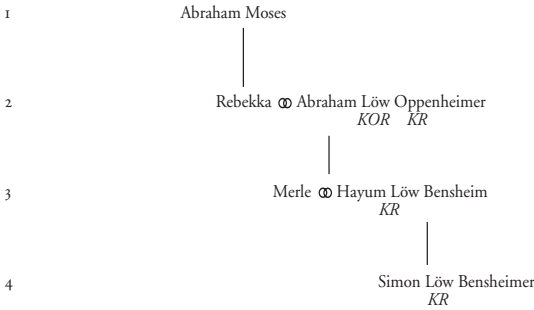 1 Abraham Moses
2 Rebekka ⚭ Abraham Löw Oppenheimer
KOR KR
3 Merle ⚭ Hayum Löw Bensheim
KR
4 Simon Löw Bensheimer
KR